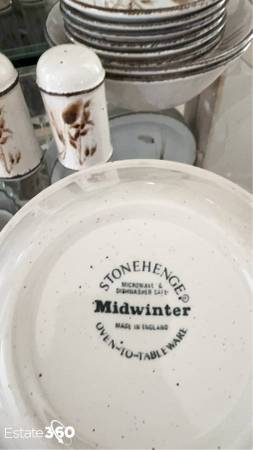 STONEHENGE®
MICROWAVE &
DISHWASHER SAFE
Midwinter
MADE IN ENGLAND
OVEN-TO-TABLEWARE
Estate360